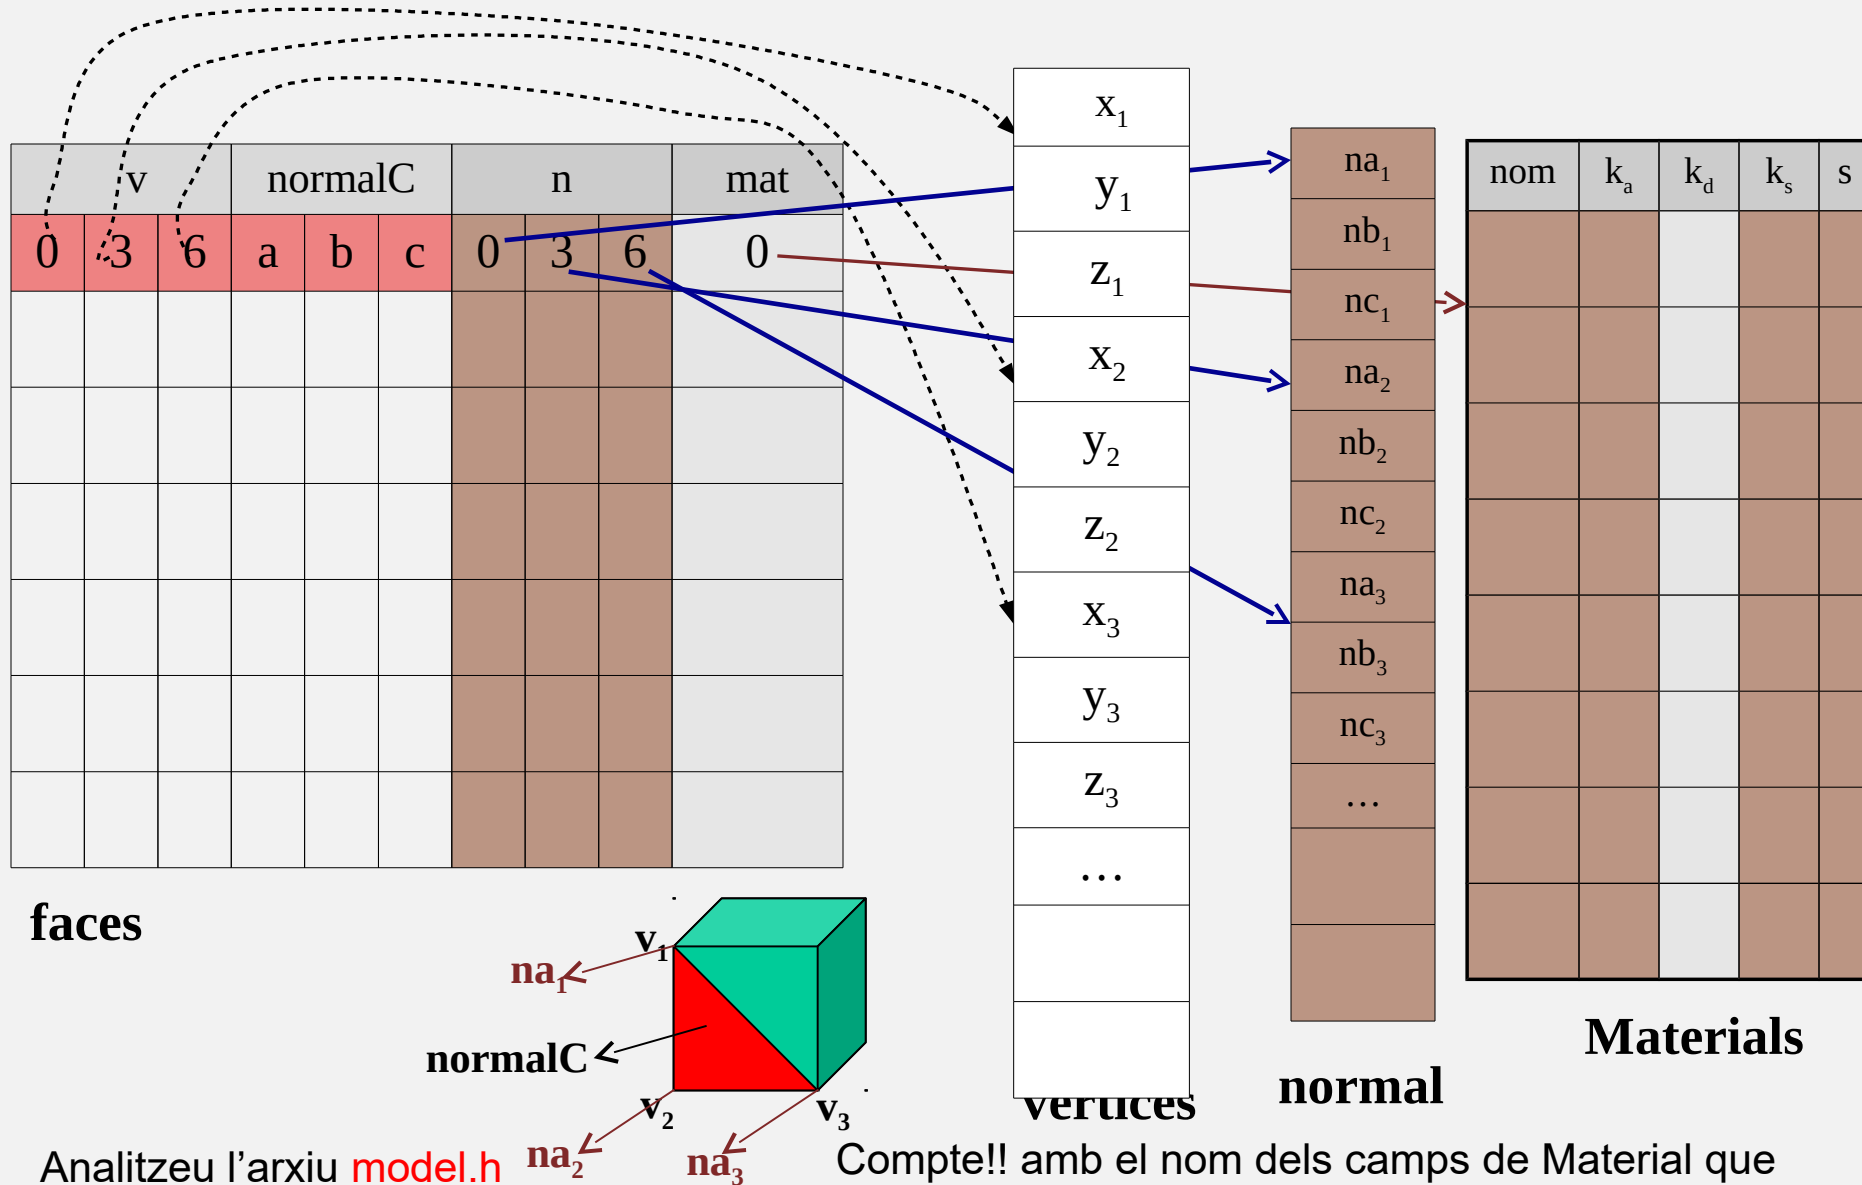 v normalC n mat
0 3 6 a b c 0 3 6 0
faces
x1
y1
z1
x2
y2
z2
x3
y3
z3
…
vertices
na1
nb1
nc1
na2
nb2
nc2
na3
nb3
nc3
…
normal
nom ka kd ks s
Materials
v1
na1
normalC
v2
v3
na2
na3
Analitzeu l’arxiu model.h
Compte!! amb el nom dels camps de Material que